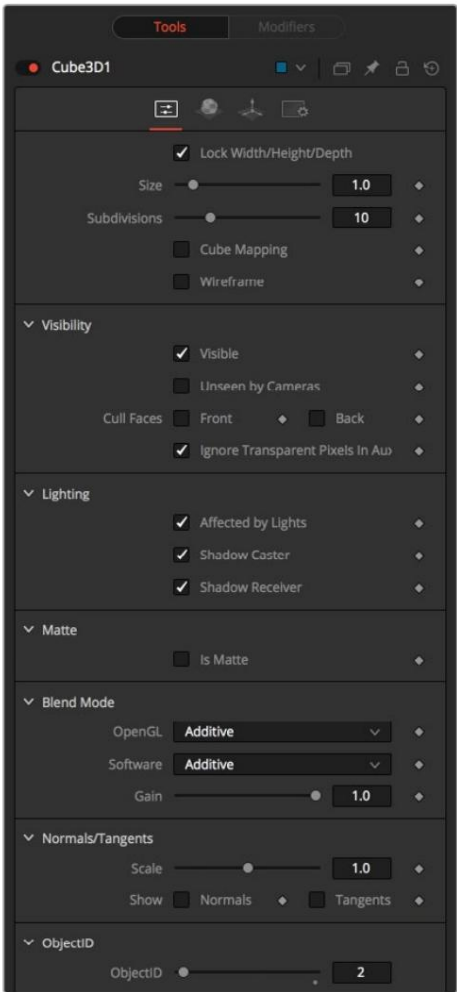 Tools Modifiers
Cube3D1
Lock Width/Height/Depth
Size 1.0
Subdivisions 10
Cube Mapping
Wireframe
Visibility
Visible
Unseen by Cameras
Cull Faces Front Back
Ignore Transparent Pixels In Aux
Lighting
Affected by Lights
Shadow Caster
Shadow Receiver
Matte
Is Matte
Blend Mode
OpenGL Additive
Software Additive
Gain 1.0
Normals/Tangents
Scale 1.0
Show Normals Tangents
ObjectID
ObjectID 2